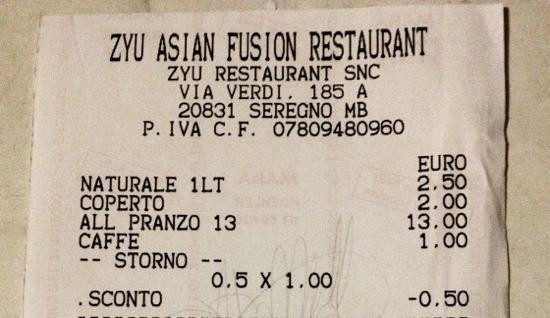 ZYU ASIAN FUSION RESTAURANT
ZYU RESTAURANT SNC
VIA VERDI. 185 A
20831 SEREGNO MB
P.IVA C.F. 07809480960
EURO
NATURALE 1LT 2,50
COPERTO 2,00
ALL PRANZO 13 13,00
CAFFE 1,00
-- STORNO --
0.5 X 1.00
.SCONTO -0,50